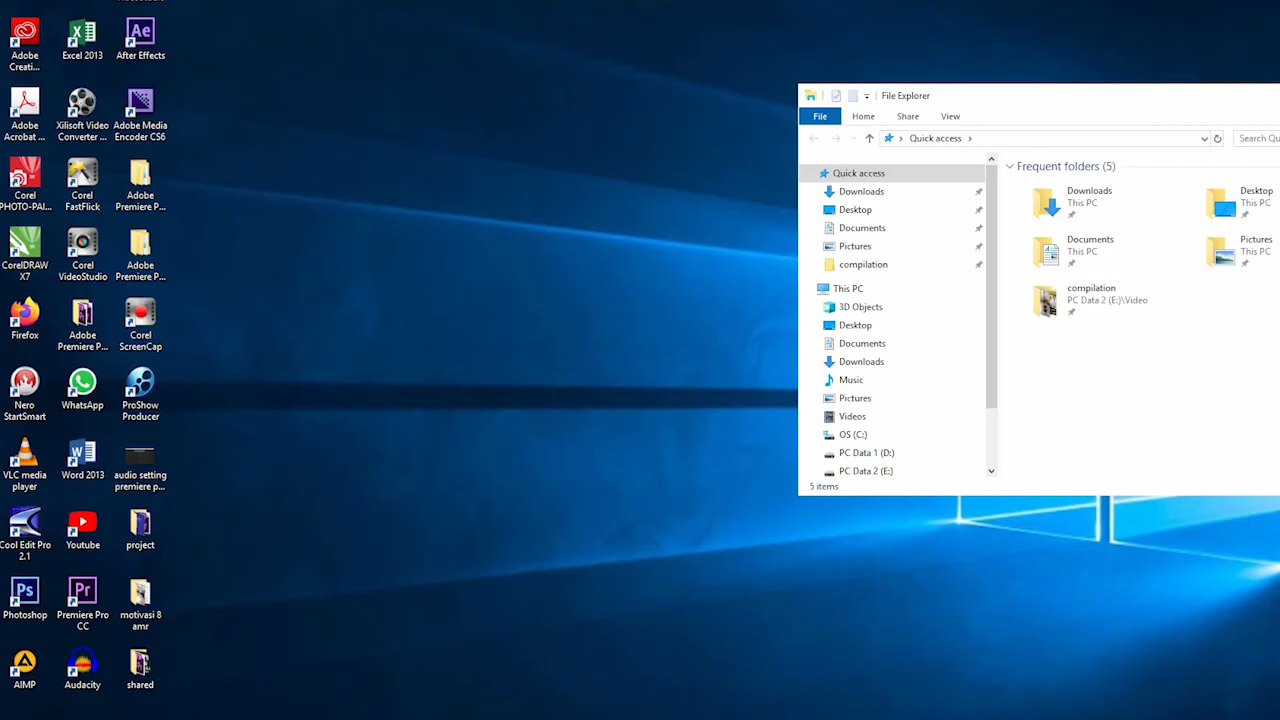 Adobe
Creati...
Excel 2013
After Effects
Adobe
Acrobat ...
Xilisoft Video
Converter ...
Adobe Media
Encoder CS6
Corel
PHOTO-PAI...
Corel
FastFlick
Adobe
Premiere P...
CorelDRAW
X7
Corel
VideoStudio
Adobe
Premiere P...
Firefox
Adobe
Premiere P...
Corel
ScreenCap
Nero
StartSmart
WhatsApp
ProShow
Producer
VLC media
player
Word 2013
audio setting
premiere p...
Cool Edit Pro
2.1
Youtube
project
Photoshop
Premiere Pro
CC
motivasi 8
amr
AIMP
Audacity
shared
File Explorer
File Home Share View
Quick access
Search Qu
Quick access
Downloads
Desktop
Documents
Pictures
compilation
This PC
3D Objects
Desktop
Documents
Downloads
Music
Pictures
Videos
OS (C:)
PC Data 1 (D:)
PC Data 2 (E:)
Frequent folders (5)
Downloads
This PC
Desktop
This PC
Documents
This PC
Pictures
This PC
compilation
PC Data 2 (E:)\Video
5 items